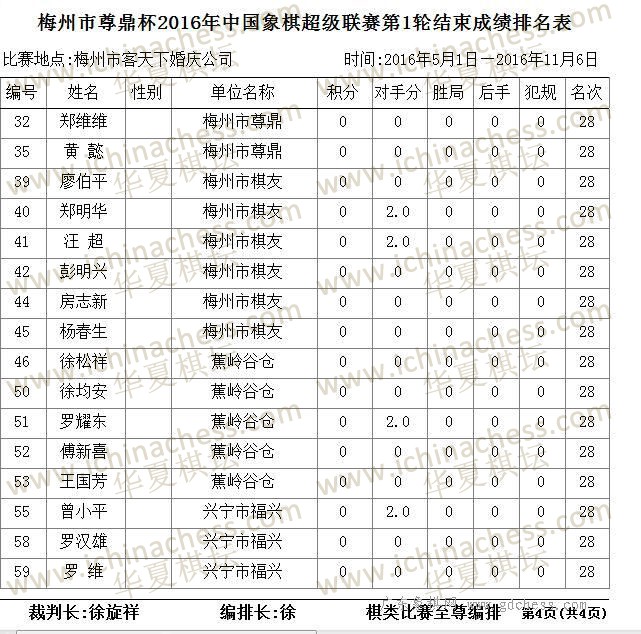 梅州市尊鼎杯2016年中国象棋超级联赛第1轮结束成绩排名表
比赛地点:梅州市客天下婚庆公司 时间:2016年5月1日－2016年11月6日
编号 姓名 性别 单位名称 积分 对手分 胜局 后手 犯规 名次
32 郑维维 梅州市尊鼎 0 0 0 0 0 28
35 黄 懿 梅州市尊鼎 0 0 0 0 0 28
39 廖伯平 梅州市棋友 0 0 0 0 0 28
40 郑明华 梅州市棋友 0 2.0 0 0 0 28
41 汪 超 梅州市棋友 0 2.0 0 0 0 28
42 彭明兴 梅州市棋友 0 0 0 0 0 28
44 房志新 梅州市棋友 0 0 0 0 0 28
45 杨春生 梅州市棋友 0 0 0 0 0 28
46 徐松祥 蕉岭谷仓 0 0 0 0 0 28
50 徐均安 蕉岭谷仓 0 0 0 0 0 28
51 罗耀东 蕉岭谷仓 0 2.0 0 0 0 28
52 傅新喜 蕉岭谷仓 0 0 0 0 0 28
53 王国芳 蕉岭谷仓 0 0 0 0 0 28
55 曾小平 兴宁市福兴 0 2.0 0 0 0 28
58 罗汉雄 兴宁市福兴 0 0 0 0 0 28
59 罗 维 兴宁市福兴 0 0 0 0 0 28
裁判长:徐旋祥 编排长:徐 棋类比赛至尊编排 第4页(共4页)
www.ichinachess.com
华夏棋坛
www.gdchess.com